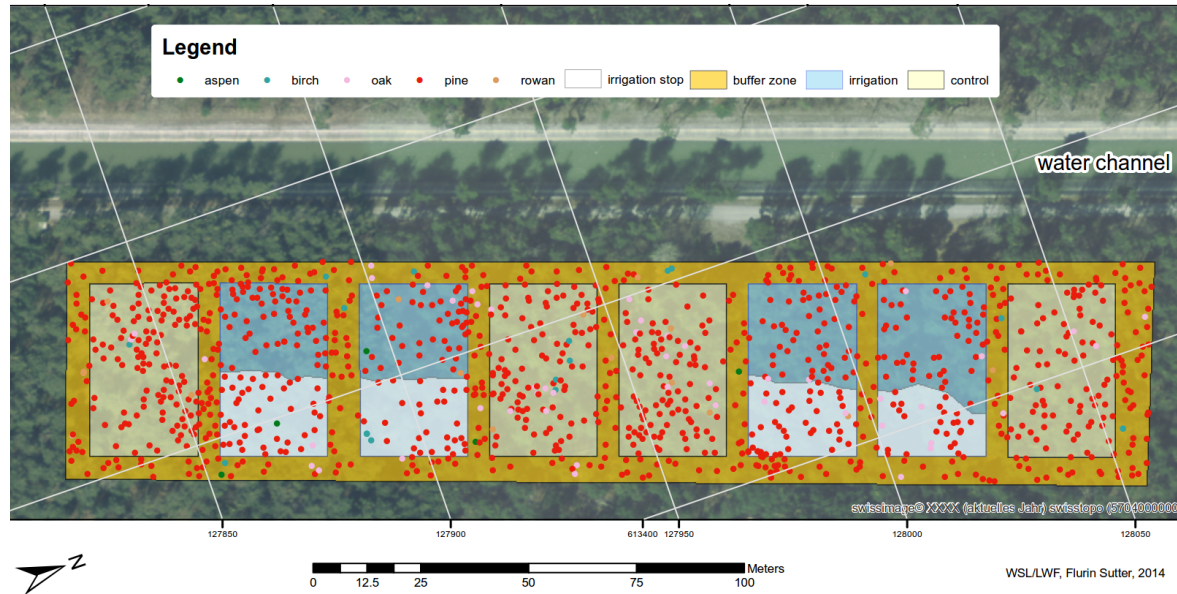 Legend
aspen birch oak pine rowan irrigation stop buffer zone irrigation control
water channel
swissimage© XXXX (aktuelles Jahr) swisstopo (5704000000
127850 127900 613400 127950 128000 128050
N
0 12.5 25 50 75 100 Meters
WSL/LWF, Flurin Sutter, 2014